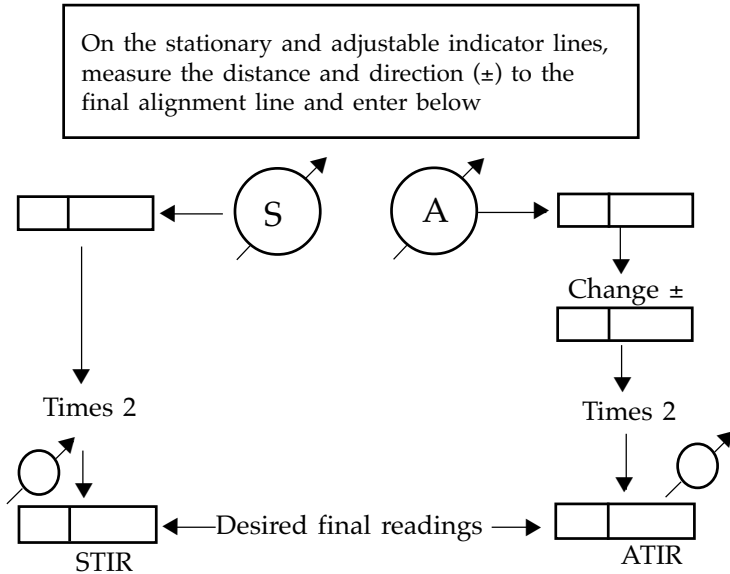 On the stationary and adjustable indicator lines,
measure the distance and direction (±) to the
final alignment line and enter below
S
A
Change ±
Times 2
Times 2
Desired final readings
STIR
ATIR